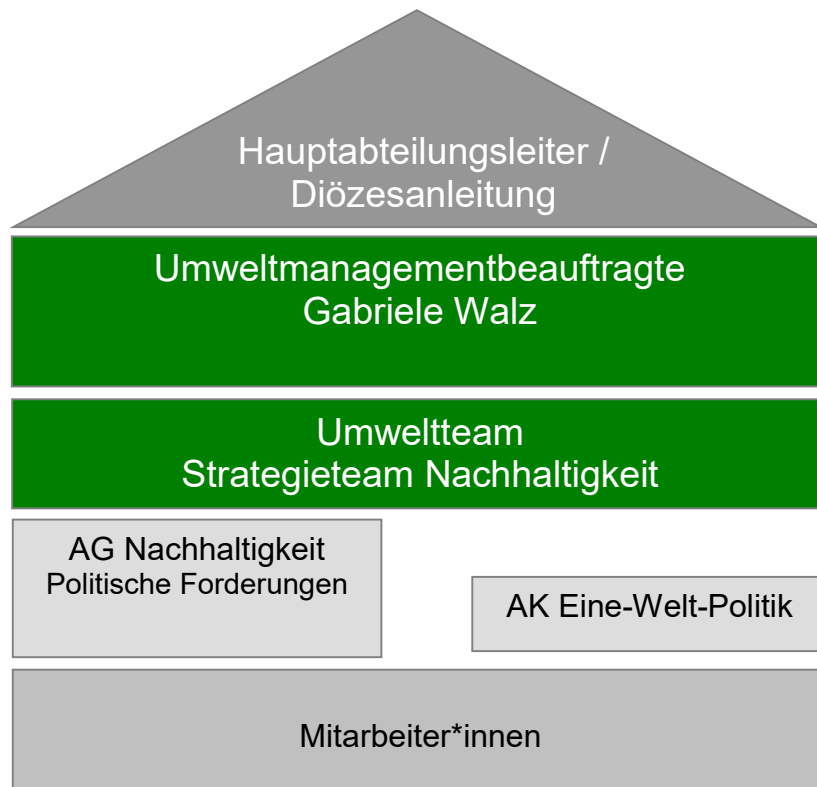 Hauptabteilungsleiter /
Diözesanleitung
Umweltmanagementbeauftragte
Gabriele Walz
Umweltteam
Strategieteam Nachhaltigkeit
AG Nachhaltigkeit
Politische Forderungen
AK Eine-Welt-Politik
Mitarbeiter*innen